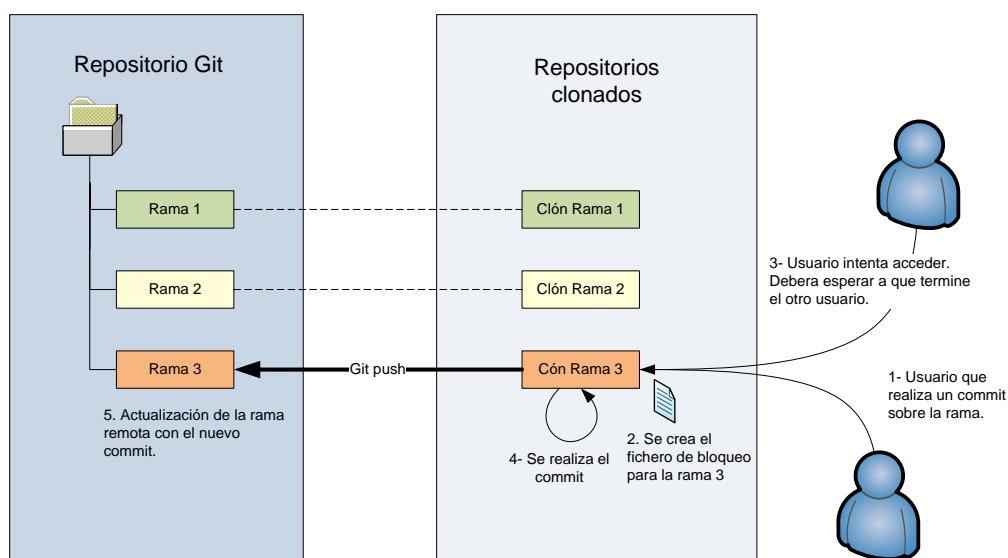 Repositorio Git
Repositorios
clonados
Rama 1
Clón Rama 1
Rama 2
Clón Rama 2
3- Usuario intenta acceder.
Debera esperar a que termine
el otro usuario.
Rama 3
Git push
Cón Rama 3
1- Usuario que
realiza un commit
sobre la rama.
5. Actualización de la rama
remota con el nuevo
commit.
4- Se realiza el
commit
2. Se crea el
fichero de bloqueo
para la rama 3